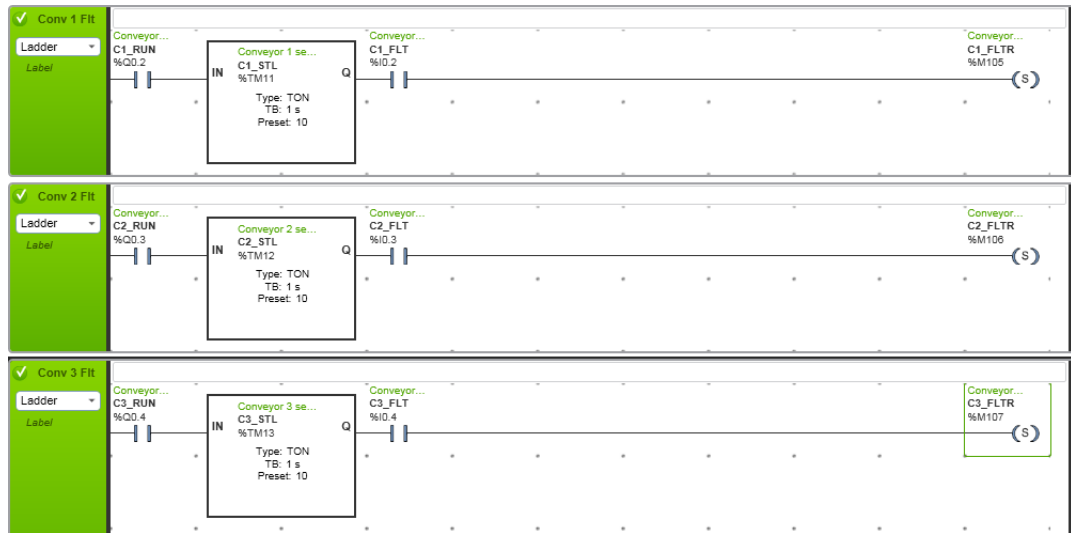 Conv 1 Flt
Ladder
Label
Conveyor...
C1_RUN
%Q0.2
Conveyor 1 se...
C1_STL
%TM11
IN
Q
Type: TON
TB: 1 s
Preset: 10
Conveyor...
C1_FLT
%I0.2
Conveyor...
C1_FLTR
%M105
S
Conv 2 Flt
Ladder
Label
Conveyor...
C2_RUN
%Q0.3
Conveyor 2 se...
C2_STL
%TM12
IN
Q
Type: TON
TB: 1 s
Preset: 10
Conveyor...
C2_FLT
%I0.3
Conveyor...
C2_FLTR
%M106
S
Conv 3 Flt
Ladder
Label
Conveyor...
C3_RUN
%Q0.4
Conveyor 3 se...
C3_STL
%TM13
IN
Q
Type: TON
TB: 1 s
Preset: 10
Conveyor...
C3_FLT
%I0.4
Conveyor...
C3_FLTR
%M107
S